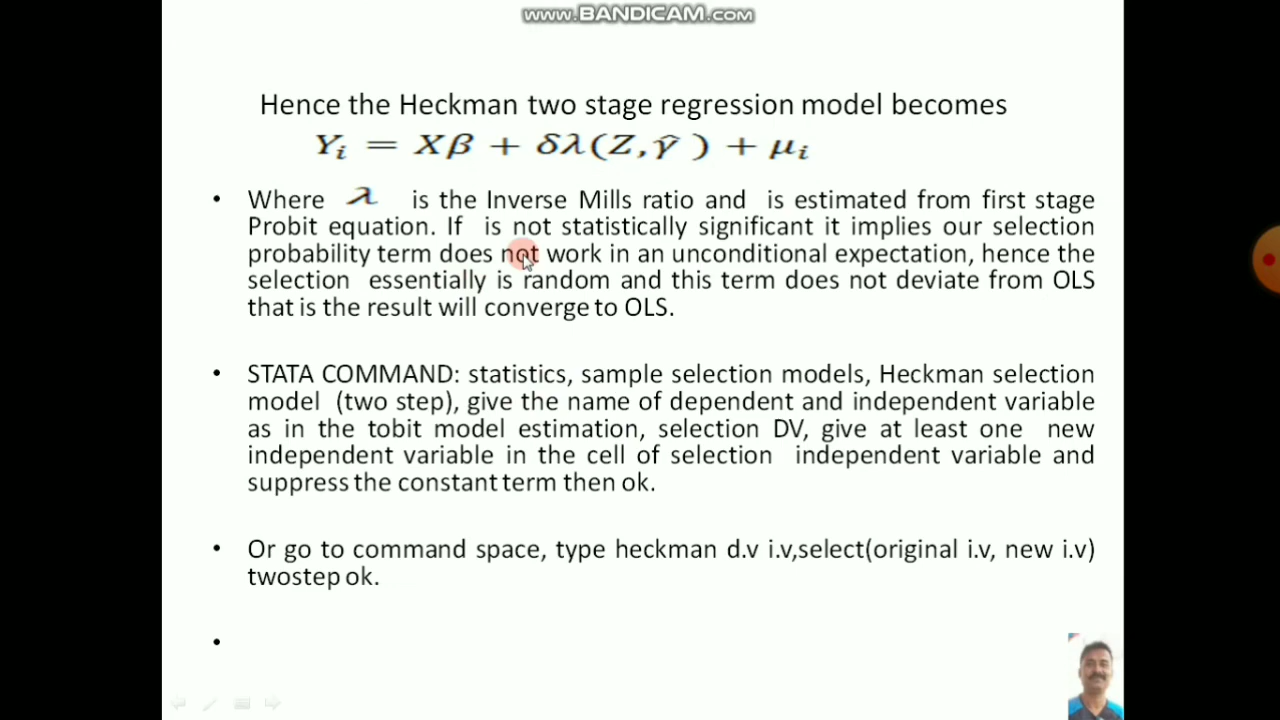 www.BANDICAM.com
Hence the Heckman two stage regression model becomes
Yᵢ = Xβ + δλ(Z,γ̂ ) + μᵢ
• Where λ is the Inverse Mills ratio and is estimated from first stage
Probit equation. If is not statistically significant it implies our selection
probability term does not work in an unconditional expectation, hence the
selection essentially is random and this term does not deviate from OLS
that is the result will converge to OLS.
• STATA COMMAND: statistics, sample selection models, Heckman selection
model (two step), give the name of dependent and independent variable
as in the tobit model estimation, selection DV, give at least one new
independent variable in the cell of selection independent variable and
suppress the constant term then ok.
• Or go to command space, type heckman d.v i.v,select(original i.v, new i.v)
twostep ok.
•